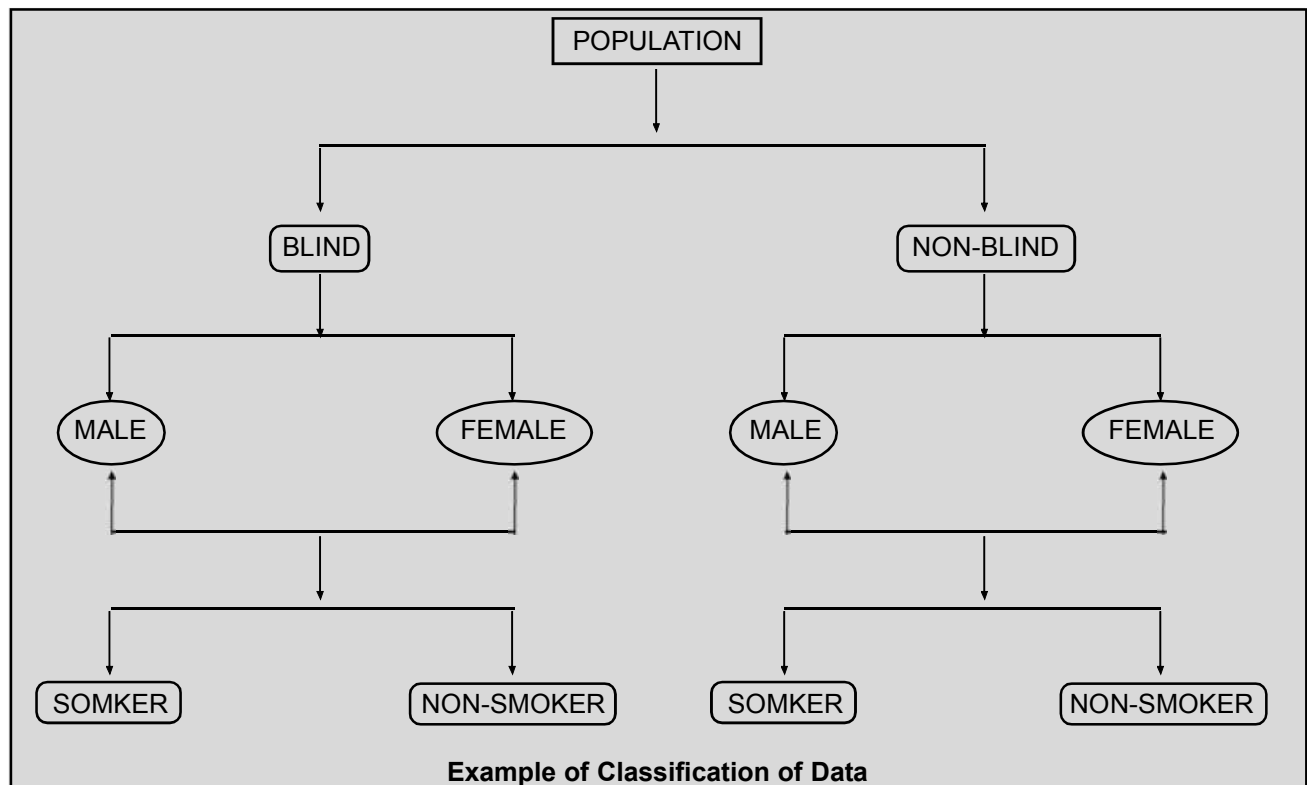 POPULATION
BLIND NON-BLIND
MALE FEMALE MALE FEMALE
SOMKER NON-SMOKER SOMKER NON-SMOKER
Example of Classification of Data